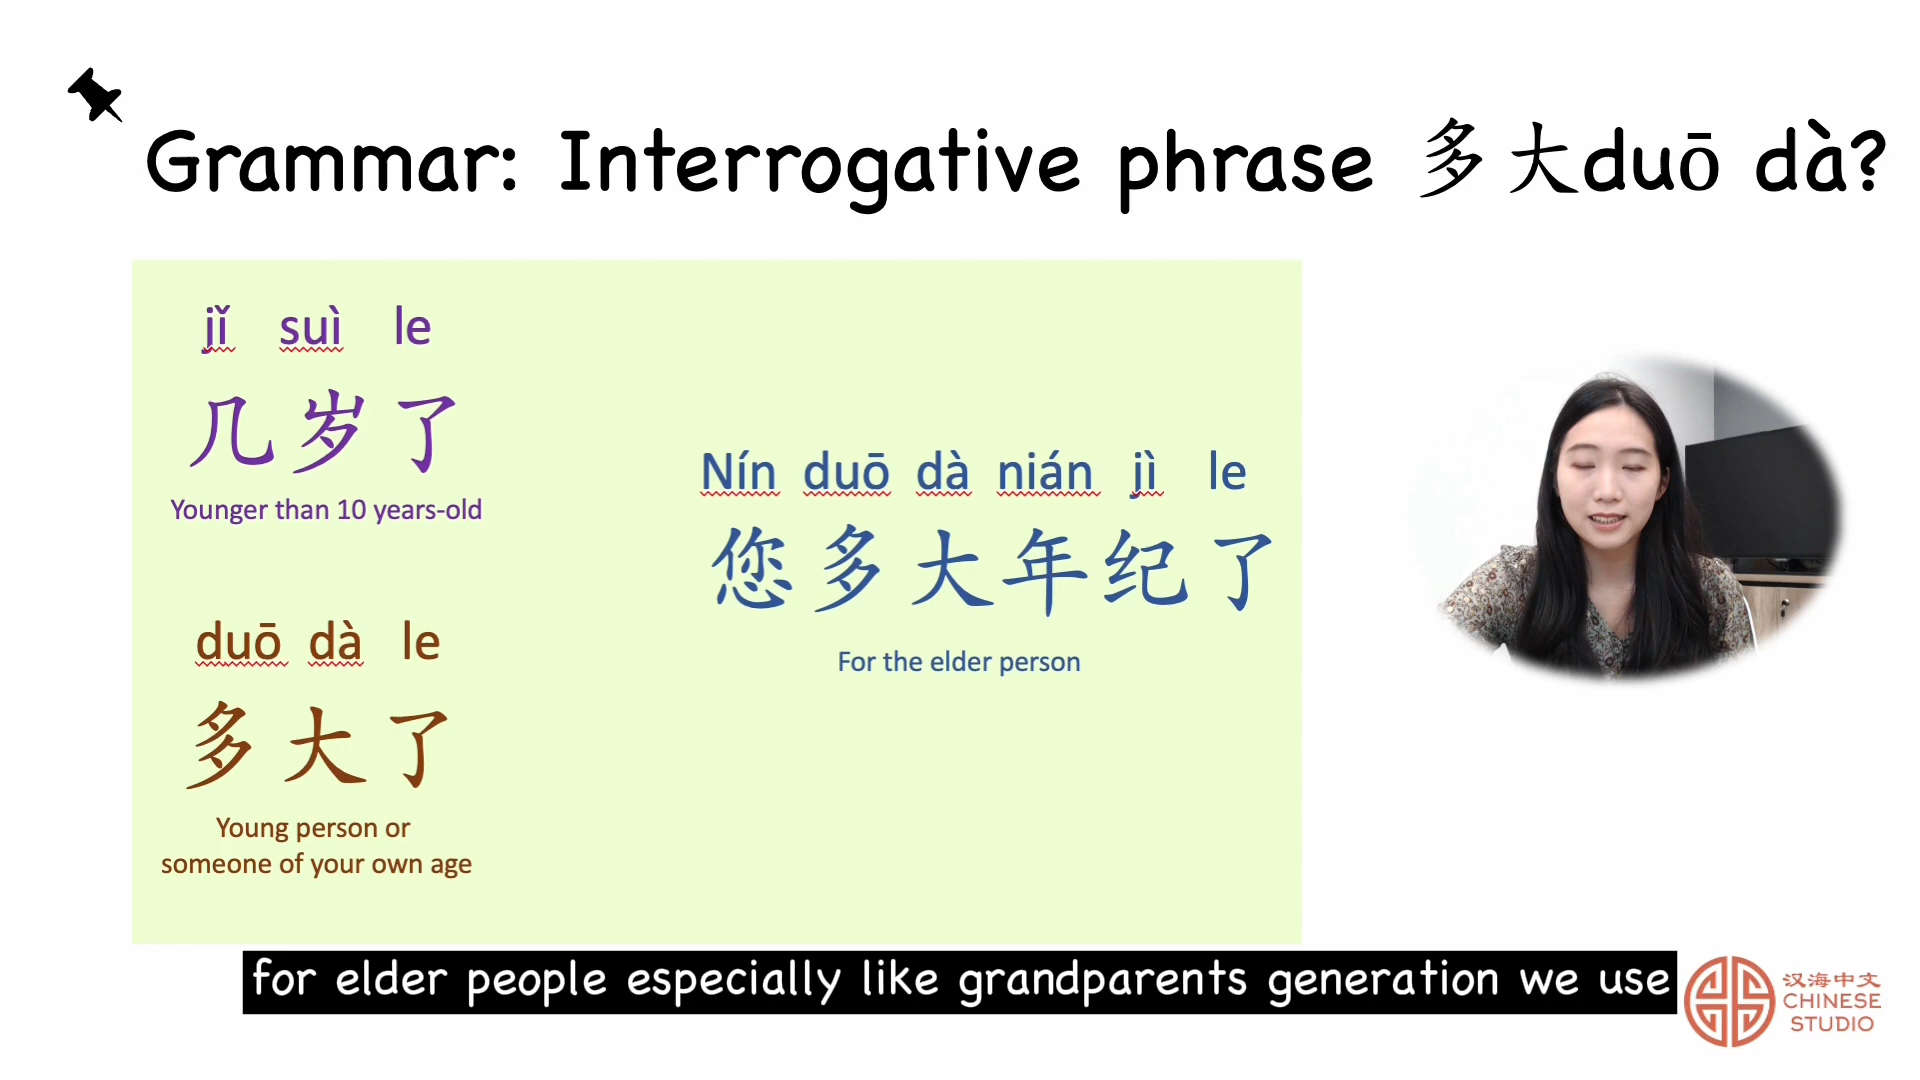 Grammar: Interrogative phrase 多大duō dà?
jǐ suì le
几岁了
Younger than 10 years-old
duō dà le
多大了
Young person or
someone of your own age
Nín duō dà nián jì le
您多大年纪了
For the elder person
for elder people especially like grandparents generation we use
汉海中文
CHINESE
STUDIO